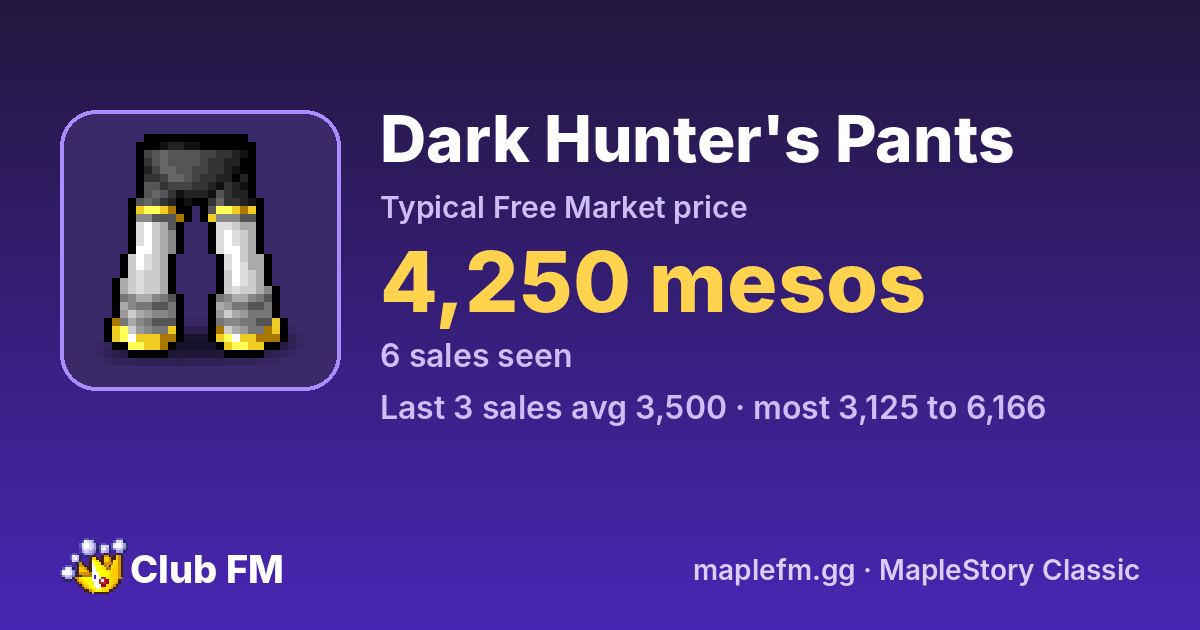 Dark Hunter's Pants
Typical Free Market price
4,250 mesos
6 sales seen
Last 3 sales avg 3,500 · most 3,125 to 6,166
Club FM
maplefm.gg · MapleStory Classic